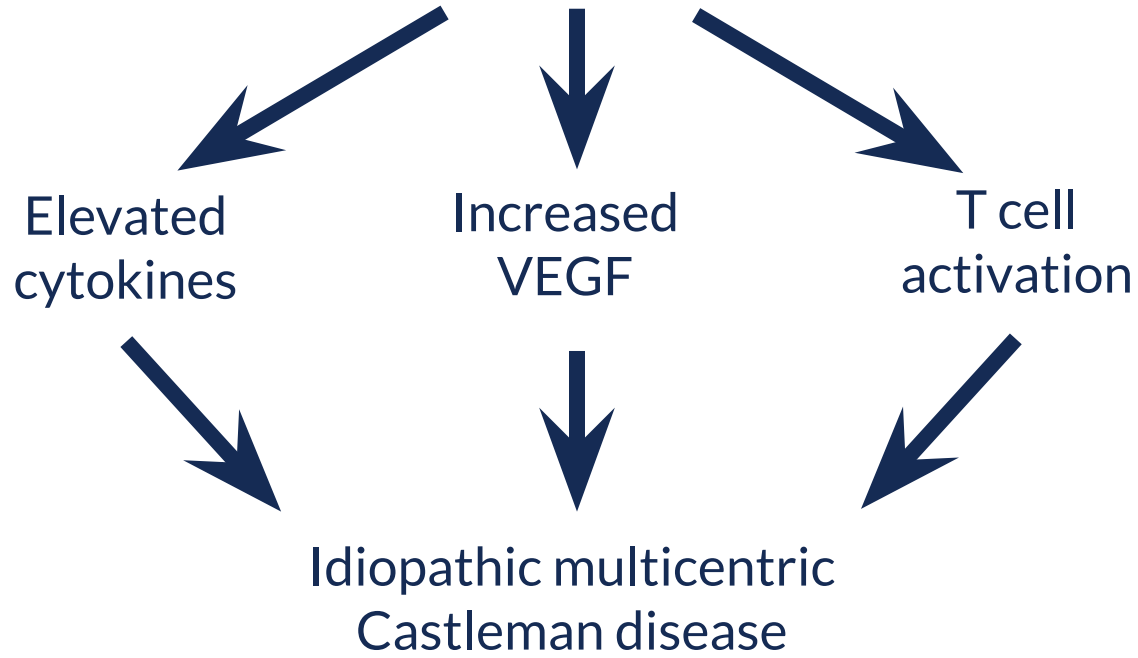 Elevated
cytokines
Increased
VEGF
T cell
activation
Idiopathic multicentric
Castleman disease